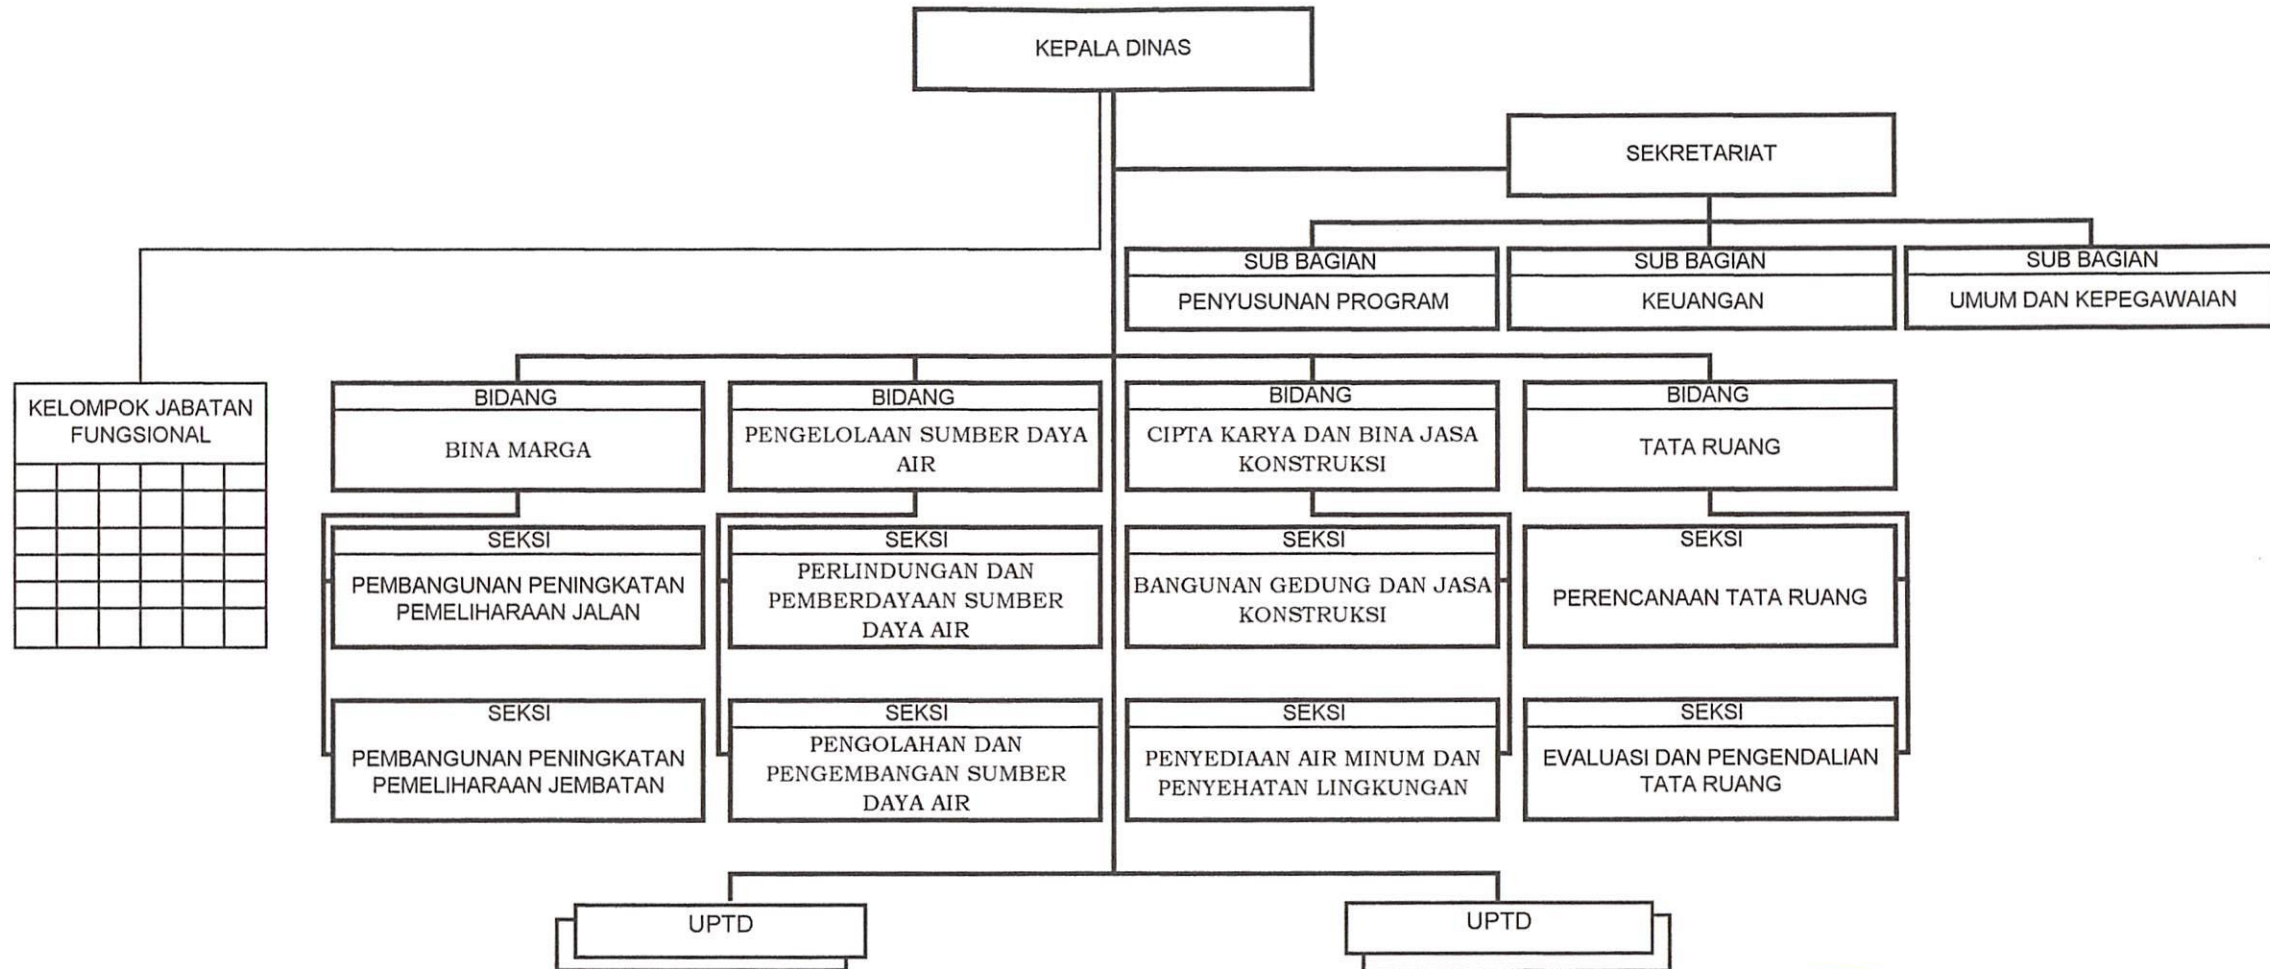 KEPALA DINAS
SEKRETARIAT
SUB BAGIAN
PENYUSUNAN PROGRAM
SUB BAGIAN
KEUANGAN
SUB BAGIAN
UMUM DAN KEPEGAWAIAN
KELOMPOK JABATAN
FUNGSIONAL
BIDANG
BINA MARGA
BIDANG
PENGELOLAAN SUMBER DAYA
AIR
BIDANG
CIPTA KARYA DAN BINA JASA
KONSTRUKSI
BIDANG
TATA RUANG
SEKSI
PEMBANGUNAN PENINGKATAN
PEMELIHARAAN JALAN
SEKSI
PERLINDUNGAN DAN
PEMBERDAYAAN SUMBER
DAYA AIR
SEKSI
BANGUNAN GEDUNG DAN JASA
KONSTRUKSI
SEKSI
PERENCANAAN TATA RUANG
SEKSI
PEMBANGUNAN PENINGKATAN
PEMELIHARAAN JEMBATAN
SEKSI
PENGOLAHAN DAN
PENGEMBANGAN SUMBER
DAYA AIR
SEKSI
PENYEDIAAN AIR MINUM DAN
PENYEHATAN LINGKUNGAN
SEKSI
EVALUASI DAN PENGENDALIAN
TATA RUANG
UPTD
UPTD